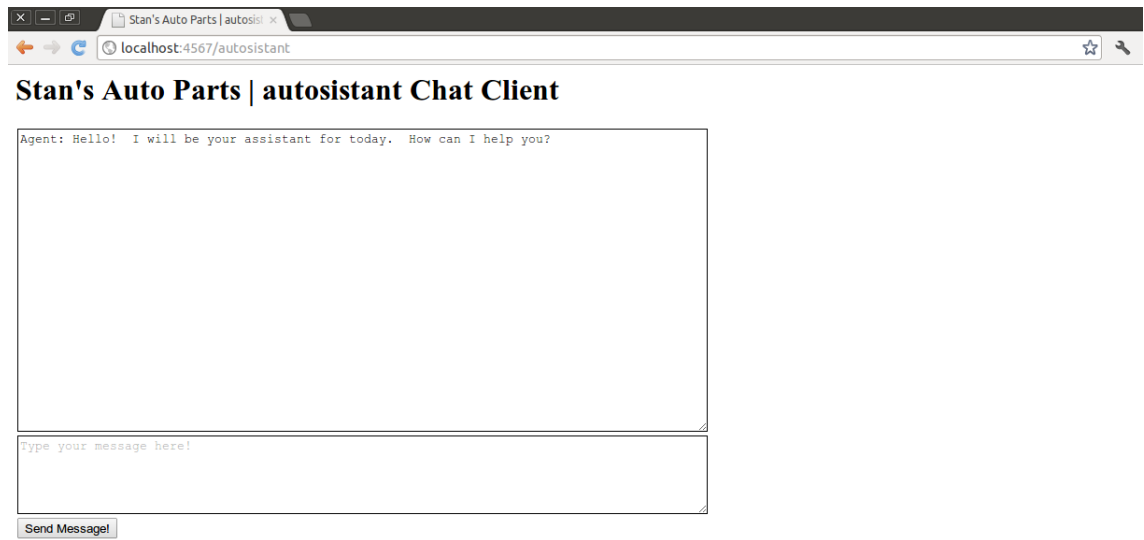 Stan's Auto Parts | autosist
localhost:4567/autosistant
Stan's Auto Parts | autosistant Chat Client
Agent: Hello!  I will be your assistant for today.  How can I help you?
Type your message here!
Send Message!